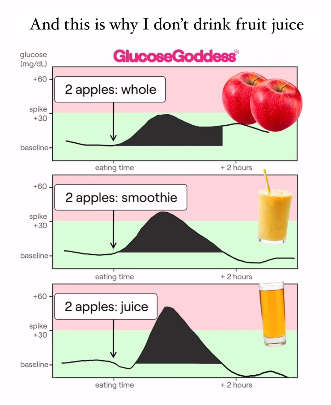 And this is why I don't drink fruit juice
GlucoseGoddess®
glucose
(mg/dL)
+60
2 apples: whole
spike
+30
baseline
eating time
+ 2 hours
+60
2 apples: smoothie
spike
+30
baseline
eating time
+ 2 hours
+60
2 apples: juice
spike
+30
baseline
eating time
+ 2 hours